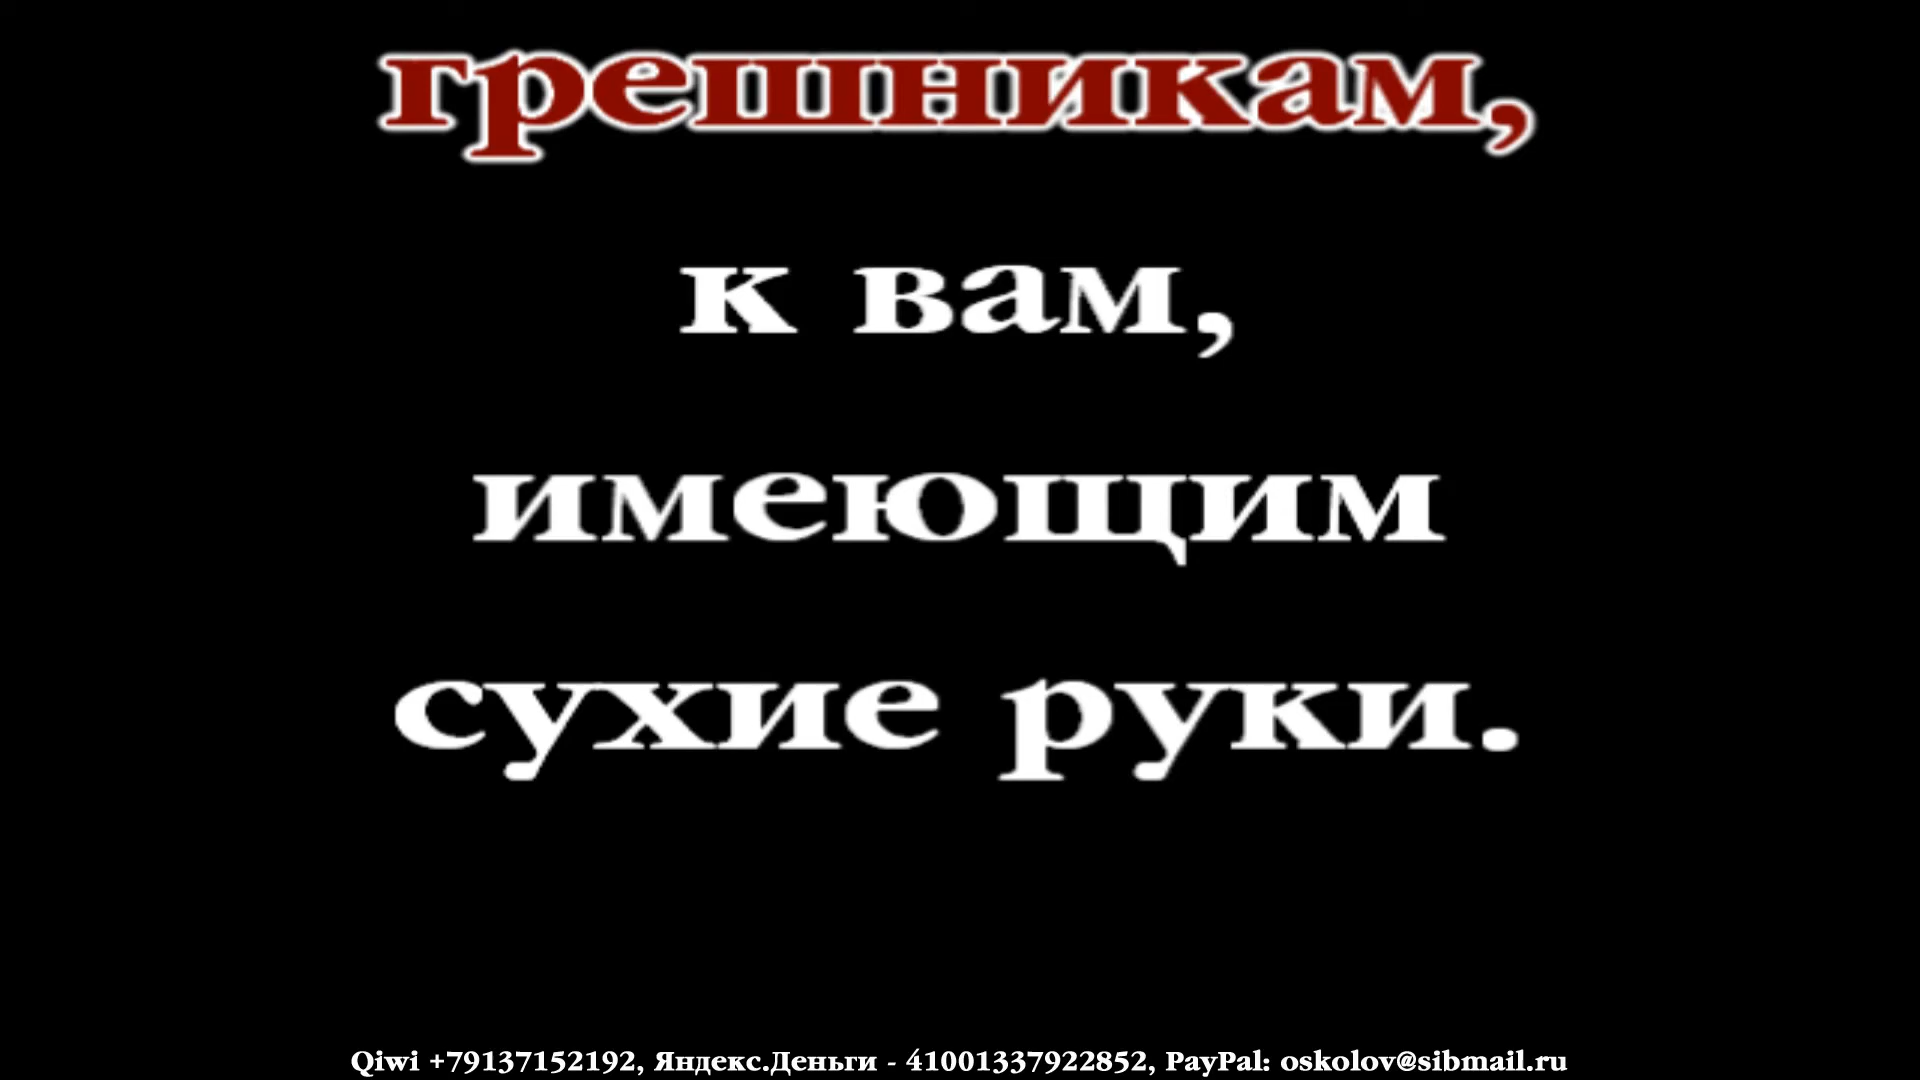 грешникам,
к вам,
имеющим
сухие руки.
Qiwi +79137152192, Яндекс.Деньги - 41001337922852, PayPal: oskolov@sibmail.ru